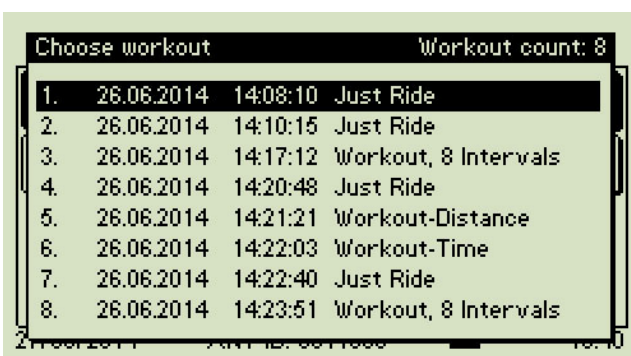 Choose workout Workout count: 8
1. 26.06.2014 14:08:10 Just Ride
2. 26.06.2014 14:10:15 Just Ride
3. 26.06.2014 14:17:12 Workout, 8 Intervals
4. 26.06.2014 14:20:48 Just Ride
5. 26.06.2014 14:21:21 Workout-Distance
6. 26.06.2014 14:22:03 Workout-Time
7. 26.06.2014 14:22:40 Just Ride
8. 26.06.2014 14:23:51 Workout, 8 Intervals